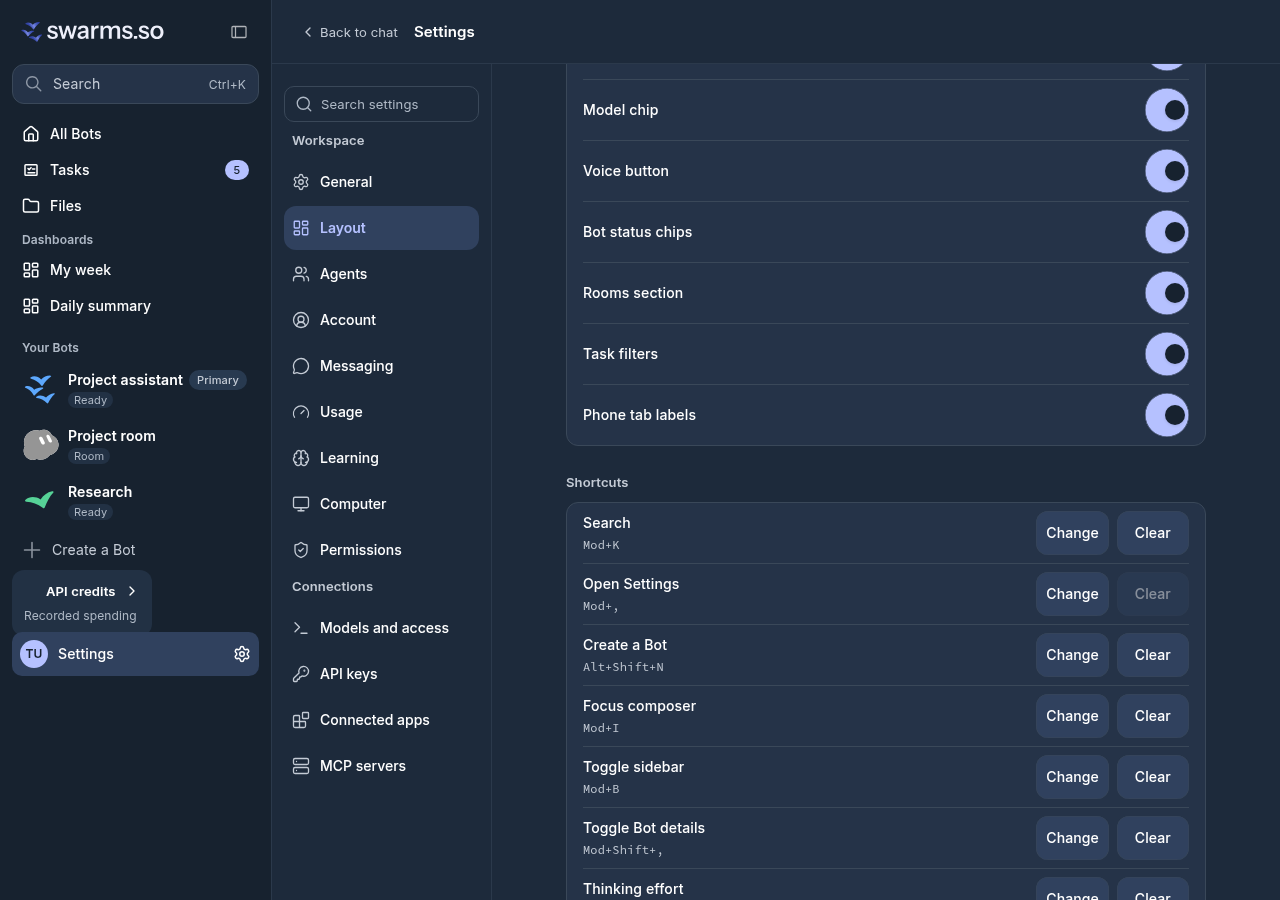 swarms.so
Search Ctrl+K
All Bots
Tasks 5
Files
Dashboards
My week
Daily summary
Your Bots
Project assistant Primary
Ready
Project room
Room
Research
Ready
Create a Bot
API credits
Recorded spending
TU Settings
Back to chat Settings
Search settings
Workspace
General
Layout
Agents
Account
Messaging
Usage
Learning
Computer
Permissions
Connections
Models and access
API keys
Connected apps
MCP servers
Model chip
Voice button
Bot status chips
Rooms section
Task filters
Phone tab labels
Shortcuts
Search
Mod+K
Change Clear
Open Settings
Mod+,
Change Clear
Create a Bot
Alt+Shift+N
Change Clear
Focus composer
Mod+I
Change Clear
Toggle sidebar
Mod+B
Change Clear
Toggle Bot details
Mod+Shift+,
Change Clear
Thinking effort
Change Clear